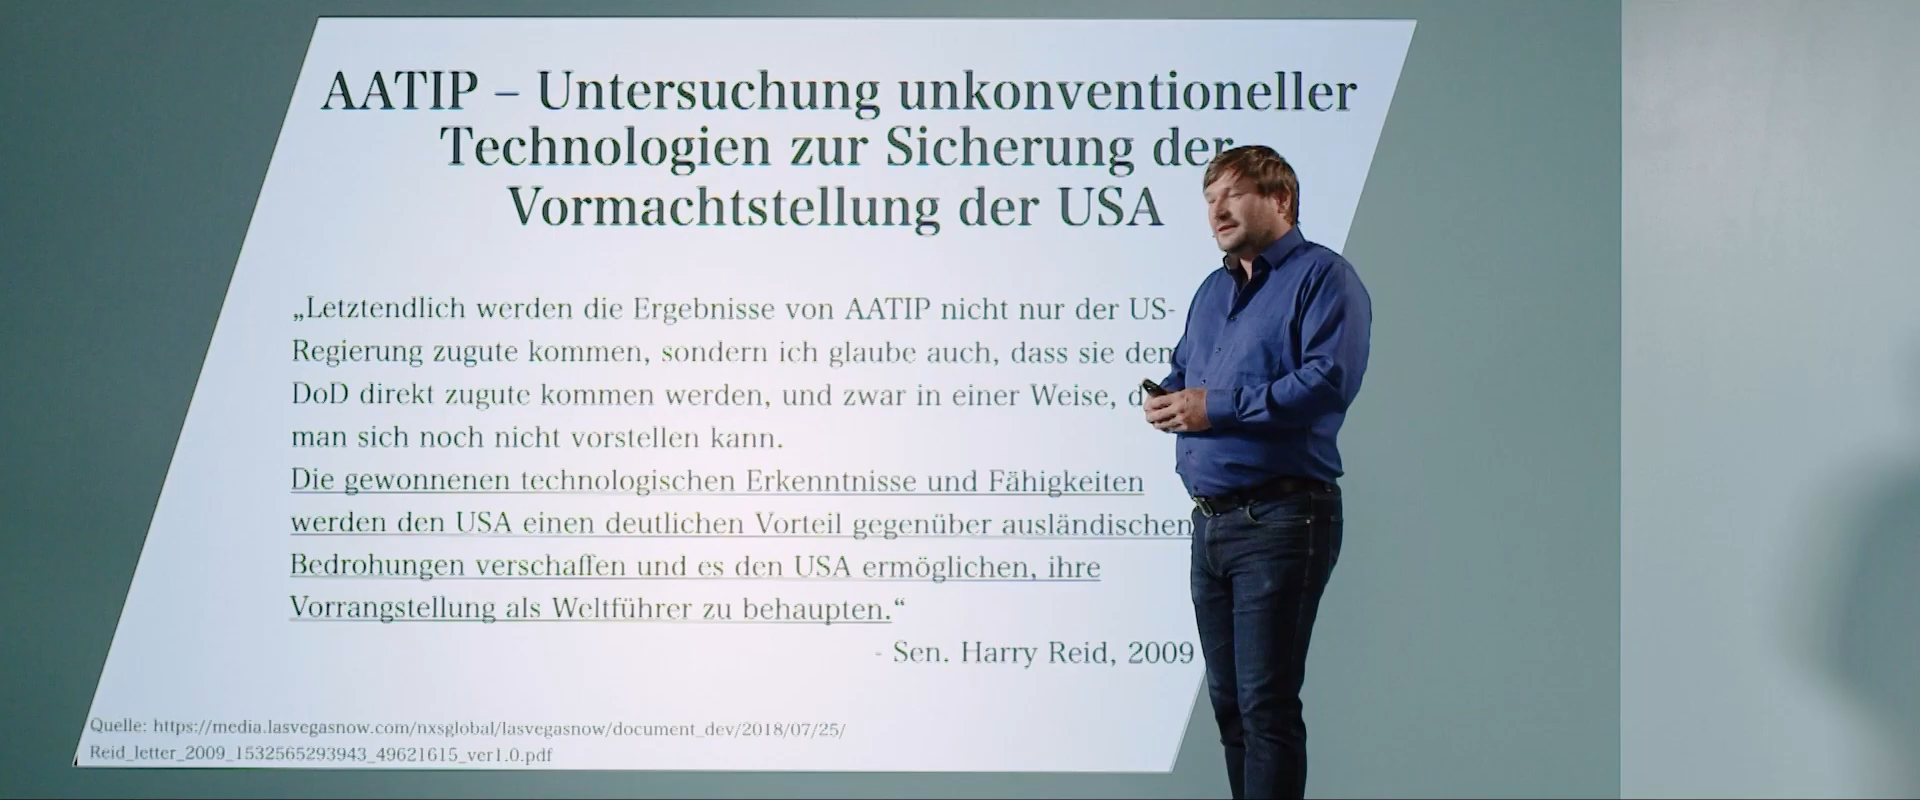 AATIP – Untersuchung unkonventioneller
Technologien zur Sicherung der
Vormachtstellung der USA
„Letztendlich werden die Ergebnisse von AATIP nicht nur der US-
Regierung zugute kommen, sondern ich glaube auch, dass sie dem
DoD direkt zugute kommen werden, und zwar in einer Weise,
man sich noch nicht vorstellen kann.
Die gewonnenen technologischen Erkenntnisse und Fähigkeiten
werden den USA einen deutlichen Vorteil gegenüber ausländischen
Bedrohungen verschaffen und es den USA ermöglichen, ihre
Vorrangstellung als Weltführer zu behaupten.“
- Sen. Harry Reid, 2009
Quelle: https://media.lasvegasnow.com/nxsglobal/lasvegasnow/document_dev/2018/07/25/
Reid_letter_2009_1532565293943_49621615_ver1.0.pdf